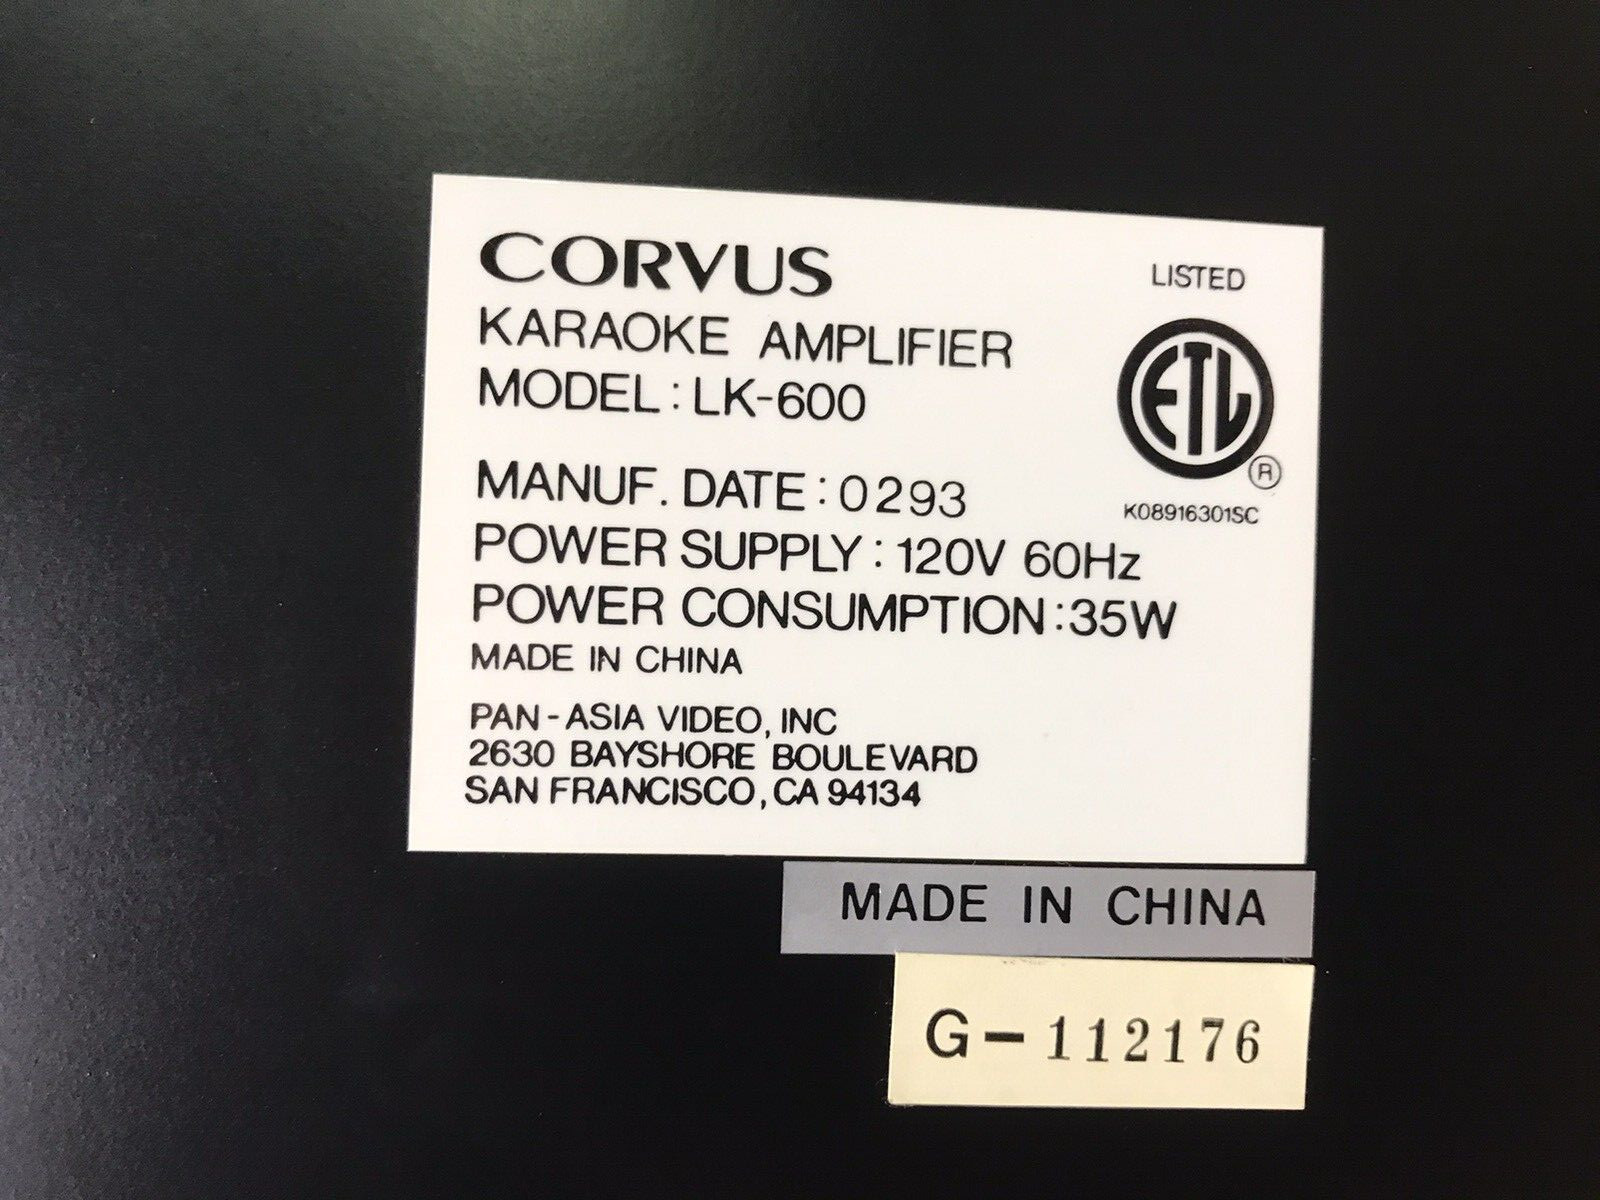 CORVUS
KARAOKE AMPLIFIER
MODEL: LK-600
LISTED
ETL
®
K08916301SC
MANUF. DATE: 0293
POWER SUPPLY: 120V 60Hz
POWER CONSUMPTION: 35W
MADE IN CHINA
PAN-ASIA VIDEO, INC
2630 BAYSHORE BOULEVARD
SAN FRANCISCO, CA 94134
MADE IN CHINA
G-112176